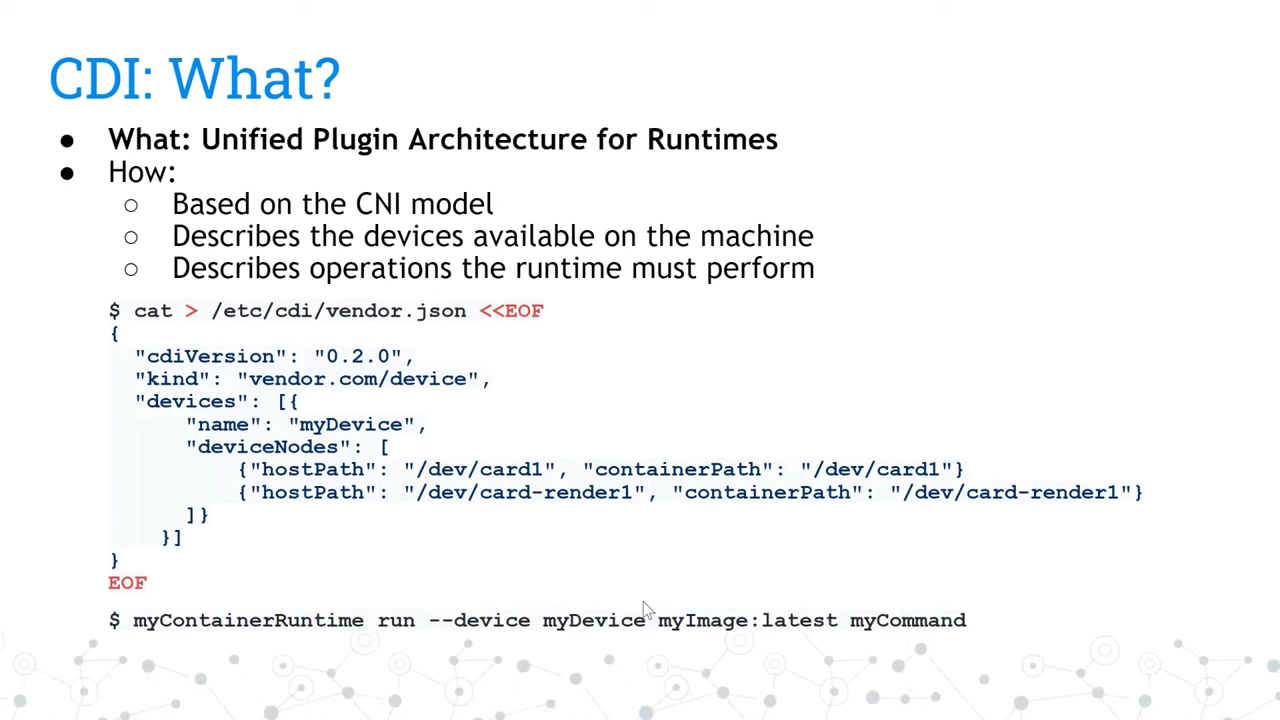 CDI: What?
● What: Unified Plugin Architecture for Runtimes
● How:
○ Based on the CNI model
○ Describes the devices available on the machine
○ Describes operations the runtime must perform
$ cat > /etc/cdi/vendor.json <<EOF
{
  "cdiVersion": "0.2.0",
  "kind": "vendor.com/device",
  "devices": [{
      "name": "myDevice",
      "deviceNodes": [
          {"hostPath": "/dev/card1", "containerPath": "/dev/card1"}
          {"hostPath": "/dev/card-render1", "containerPath": "/dev/card-render1"}
      ]}
    }]
}
EOF
$ myContainerRuntime run --device myDevice myImage:latest myCommand